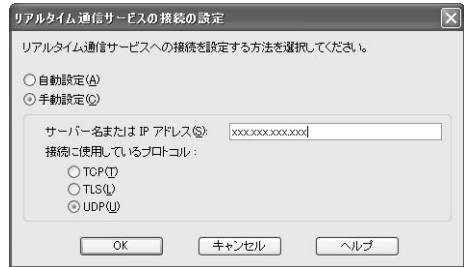 リアルタイム通信サービスの接続の設定
リアルタイム通信サービスへの接続を設定する方法を選択してください。
自動設定(A)
手動設定(C)
サーバー名または IP アドレス(S):
xxx.xxx.xxx.xxx
接続に使用しているプロトコル :
TCP(T)
TLS(L)
UDP(U)
OK キャンセル ヘルプ